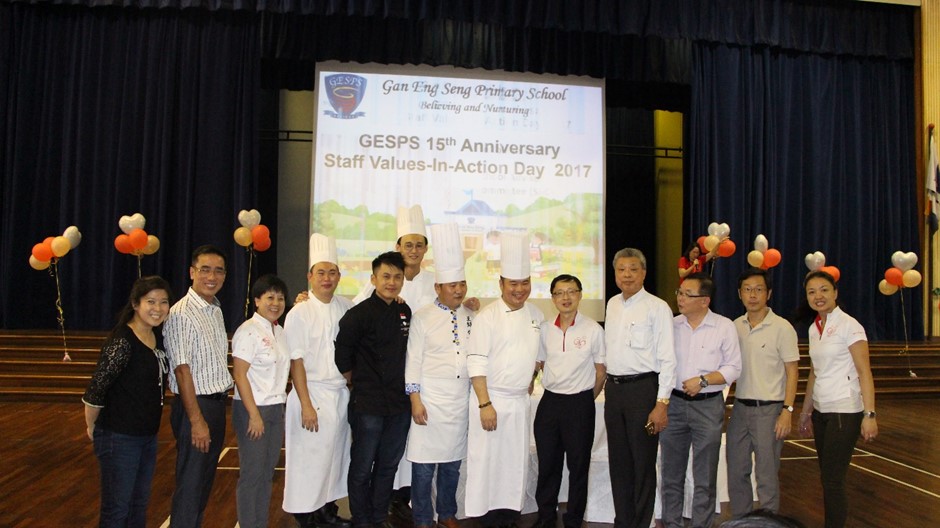 GESPS
Gan Eng Seng Primary School
Believing and Nurturing
GESPS 15th Anniversary
Staff Values-In-Action Day 2017